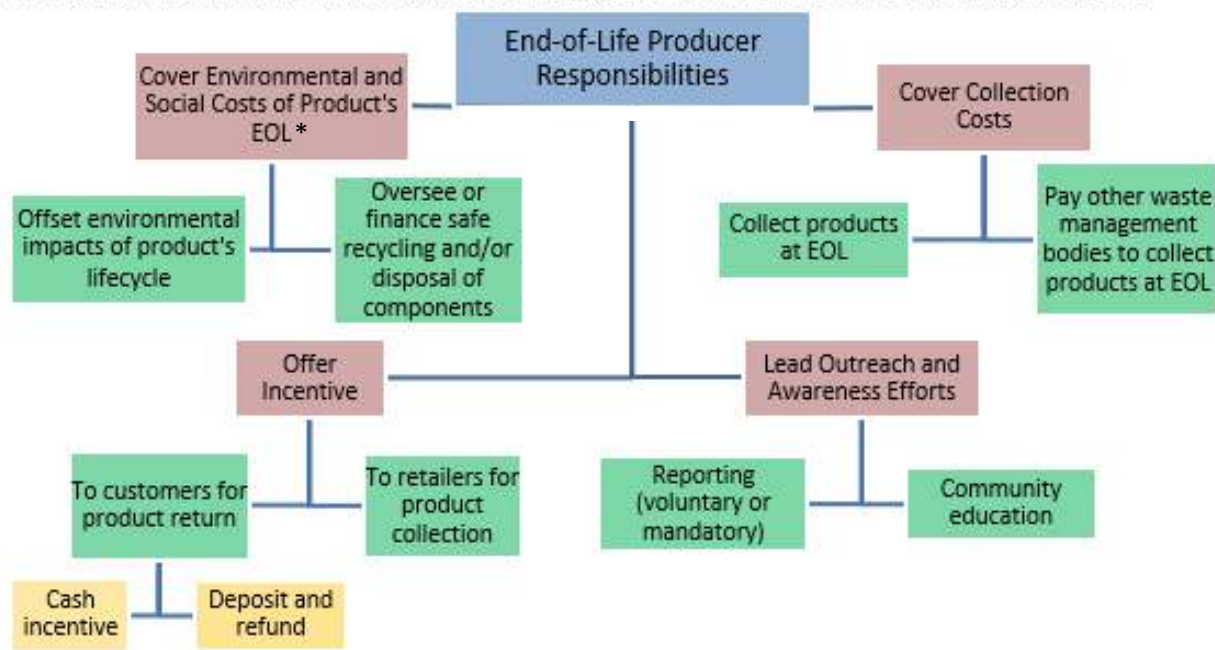 End-of-Life Producer
Responsibilities
Cover Environmental and
Social Costs of Product's
EOL *
Cover Collection
Costs
Offset environmental
impacts of product's
lifecycle
Oversee or
finance safe
recycling and/or
disposal of
components
Collect products
at EOL
Pay other waste
management
bodies to collect
products at EOL
Offer
Incentive
Lead Outreach and
Awareness Efforts
To customers for
product return
To retailers for
product
collection
Reporting
(voluntary or
mandatory)
Community
education
Cash
incentive
Deposit and
refund